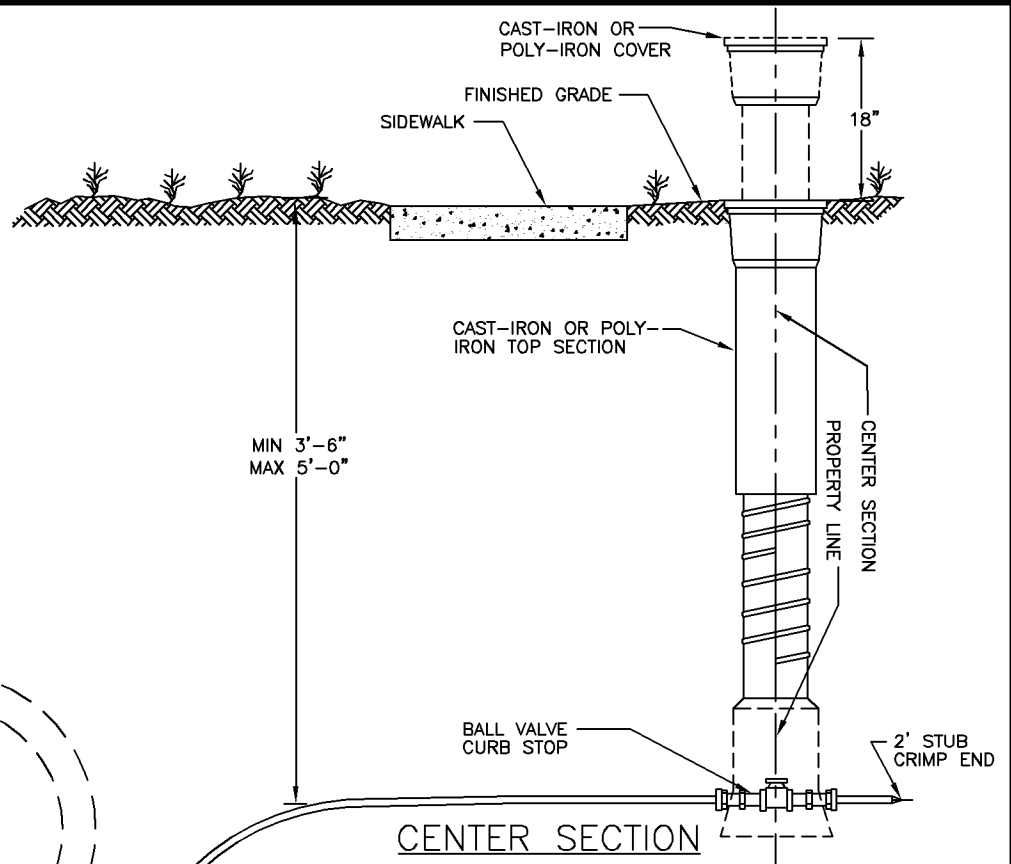 CAST-IRON OR
POLY-IRON COVER
FINISHED GRADE
SIDEWALK
18"
CAST-IRON OR POLY-
IRON TOP SECTION
MIN 3'-6"
MAX 5'-0"
CENTER SECTION
PROPERTY LINE
BALL VALVE
CURB STOP
2' STUB
CRIMP END
CENTER SECTION